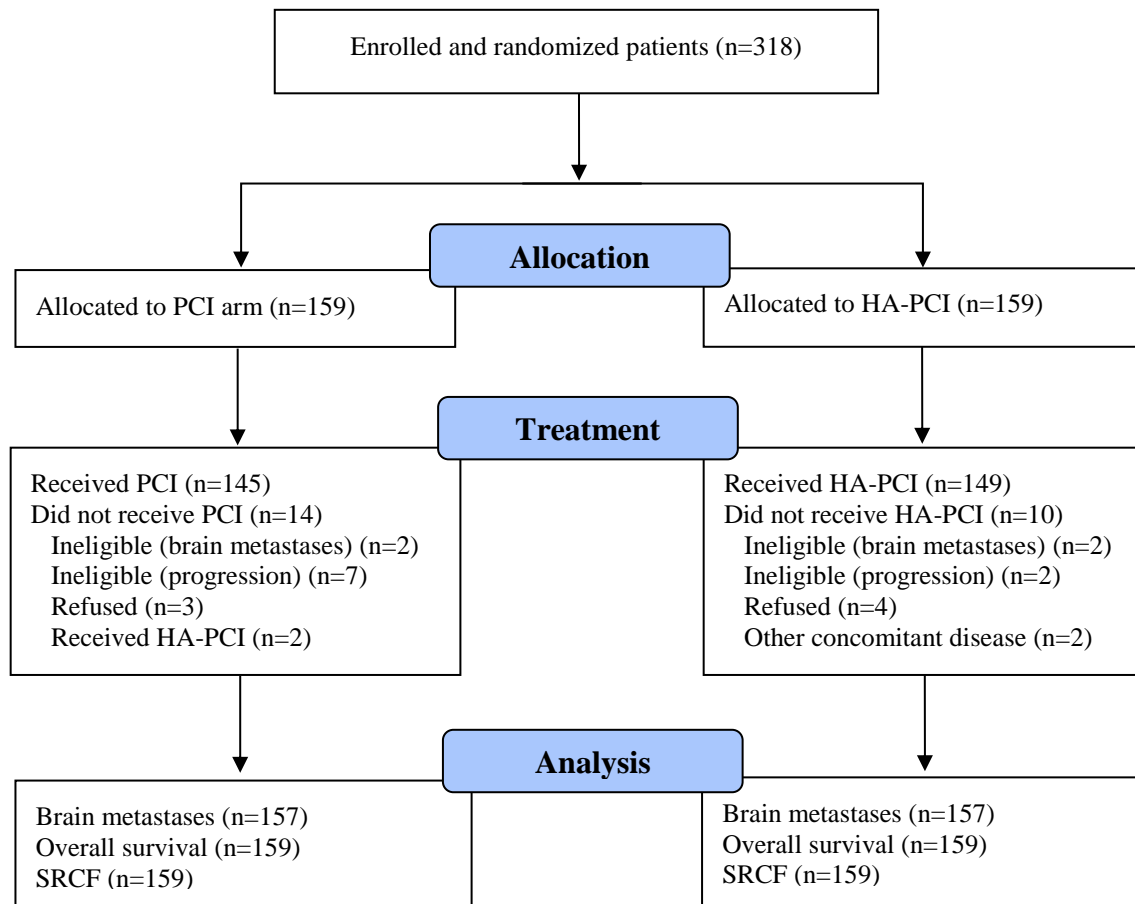 Enrolled and randomized patients (n=318)
Allocation
Allocated to PCI arm (n=159)
Allocated to HA-PCI (n=159)
Treatment
Received PCI (n=145)
Did not receive PCI (n=14)
Ineligible (brain metastases) (n=2)
Ineligible (progression) (n=7)
Refused (n=3)
Received HA-PCI (n=2)
Received HA-PCI (n=149)
Did not receive HA-PCI (n=10)
Ineligible (brain metastases) (n=2)
Ineligible (progression) (n=2)
Refused (n=4)
Other concomitant disease (n=2)
Analysis
Brain metastases (n=157)
Overall survival (n=159)
SRCF (n=159)
Brain metastases (n=157)
Overall survival (n=159)
SRCF (n=159)